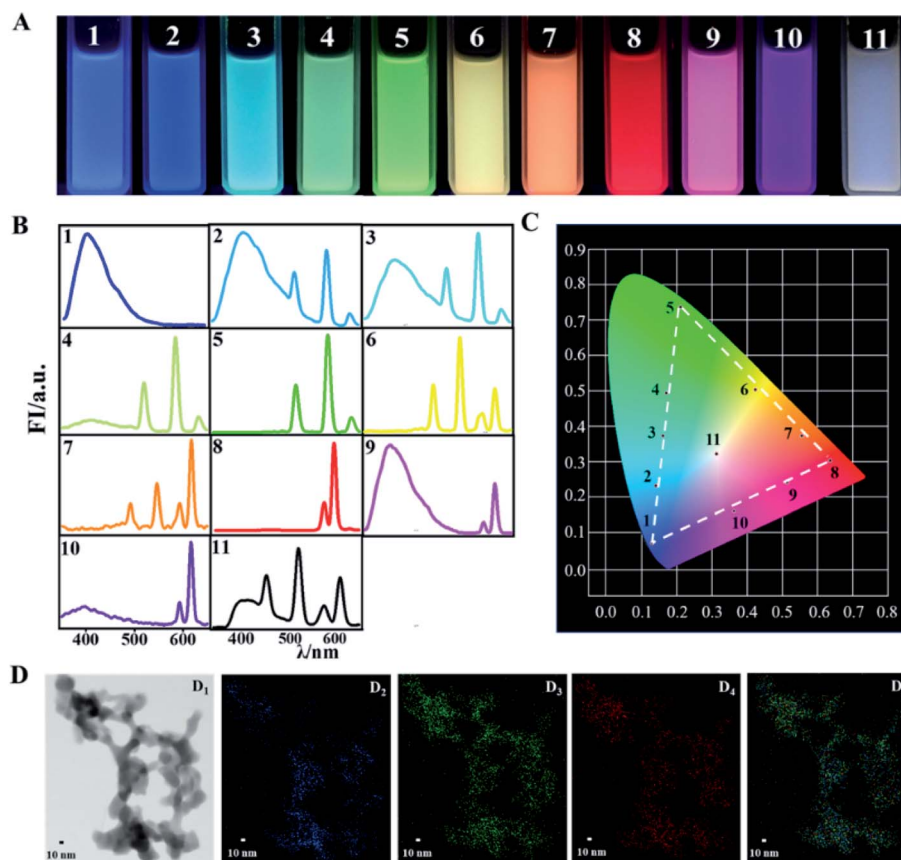 A
1 2 3 4 5 6 7 8 9 10 11
B
1 2 3
4 5 6
7 8 9
10 11
FI/a.u.
400 500 600 400 500 600
λ/nm
C
0.9
0.8
0.7
0.6
0.5
0.4
0.3
0.2
0.1
0.0
5
4
6
3
7
11
2
8
9
1
10
0.0 0.1 0.2 0.3 0.4 0.5 0.6 0.7 0.8
D
D1 D2 D3 D4 D
10 nm 10 nm 10 nm 10 nm 10 nm